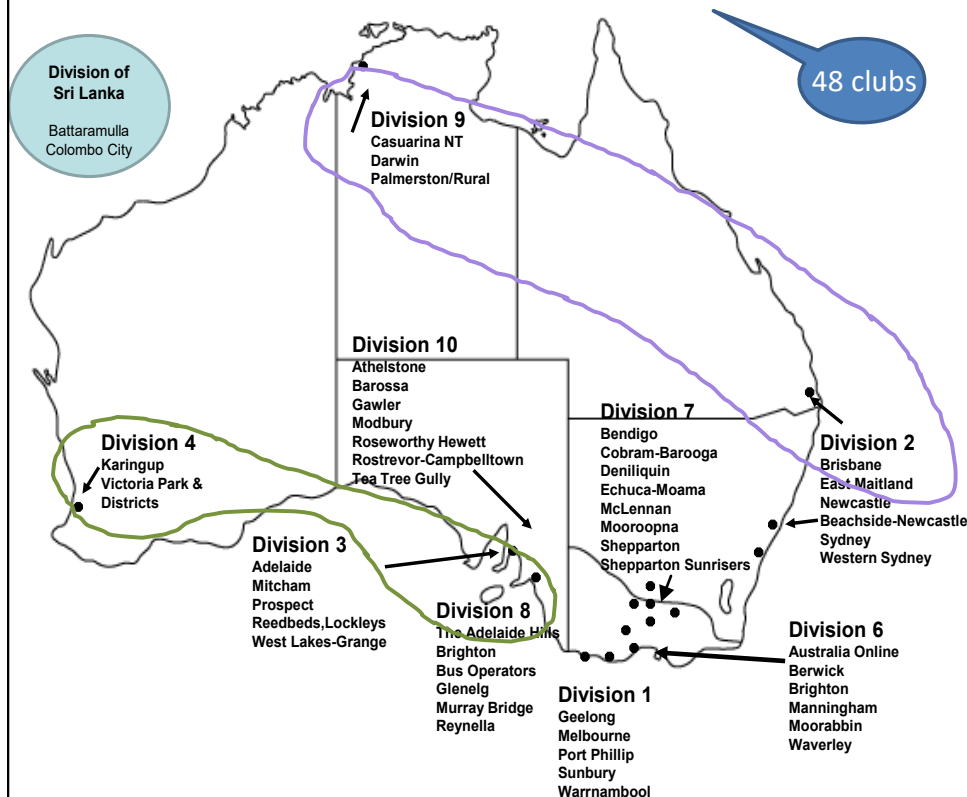 Division of
Sri Lanka
Battaramulla
Colombo City
48 clubs
Division 9
Casuarina NT
Darwin
Palmerston/Rural
Division 10
Athelstone
Barossa
Gawler
Modbury
Roseworthy Hewett
Rostrevor-Campbelltown
Tea Tree Gully
Division 7
Bendigo
Cobram-Barooga
Deniliquin
Echuca-Moama
McLennan
Mooroopna
Shepparton
Shepparton Sunrisers
Division 4
Karingup
Victoria Park &
Districts
Division 2
Brisbane
East Maitland
Newcastle
Beachside-Newcastle
Sydney
Western Sydney
Division 3
Adelaide
Mitcham
Prospect
Reedbeds,Lockleys
West Lakes-Grange
Division 8
The Adelaide Hills
Brighton
Bus Operators
Glenelg
Murray Bridge
Reynella
Division 6
Australia Online
Berwick
Brighton
Manningham
Moorabbin
Waverley
Division 1
Geelong
Melbourne
Port Phillip
Sunbury
Warrnambool